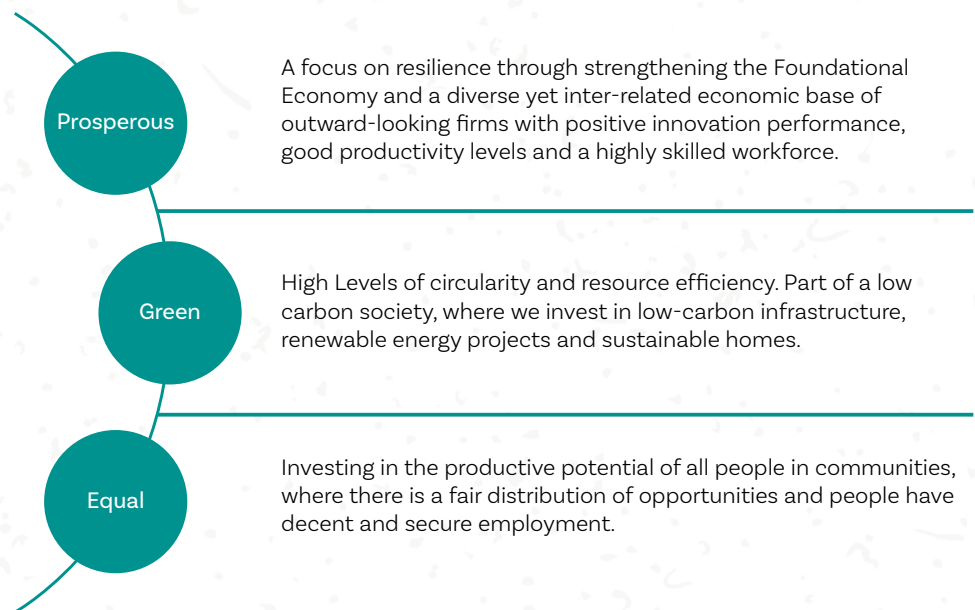 Prosperous
A focus on resilience through strengthening the Foundational
Economy and a diverse yet inter-related economic base of
outward-looking firms with positive innovation performance,
good productivity levels and a highly skilled workforce.
Green
High Levels of circularity and resource efficiency. Part of a low
carbon society, where we invest in low-carbon infrastructure,
renewable energy projects and sustainable homes.
Equal
Investing in the productive potential of all people in communities,
where there is a fair distribution of opportunities and people have
decent and secure employment.